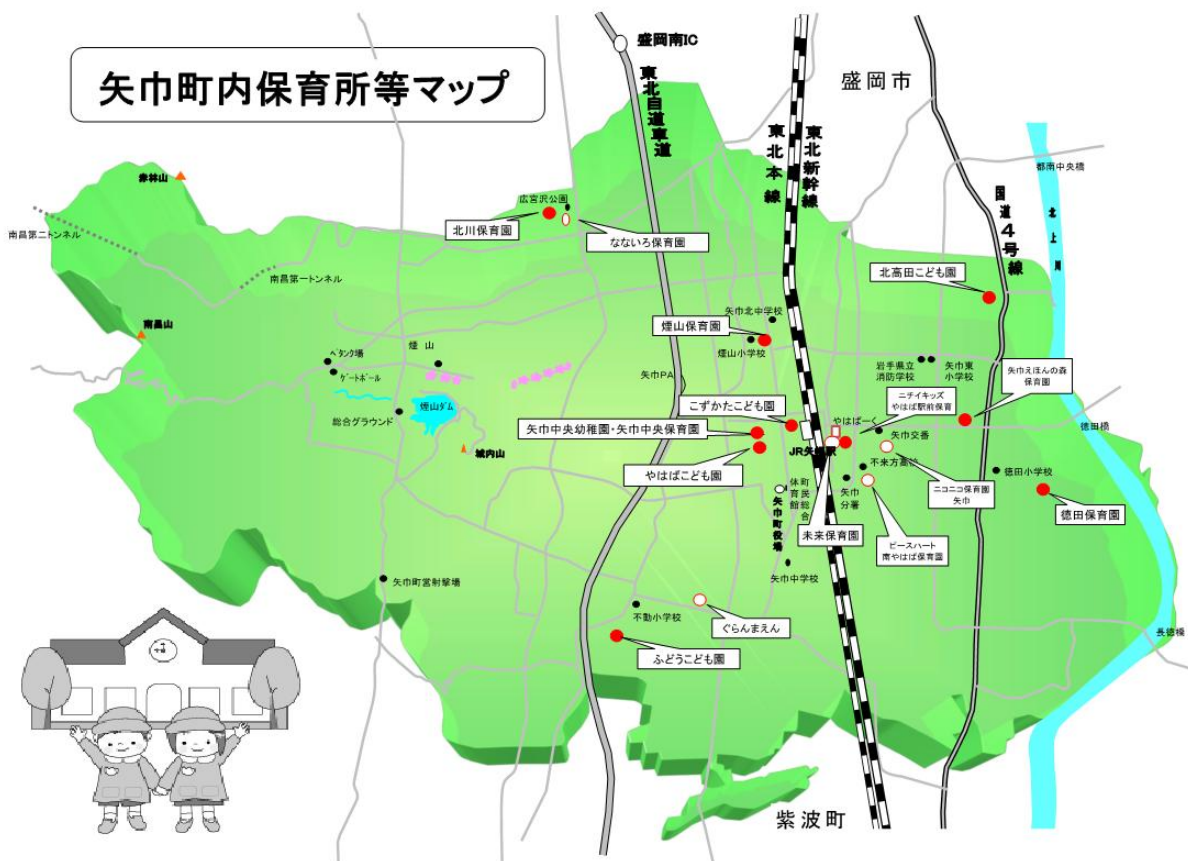 矢巾町内保育所等マップ
盛岡南IC
東北自道車道
東北本線
東北新幹線
盛岡市
国道4号線
都南中央橋
北上川
赤林山
南昌第二トンネル
南昌第一トンネル
南昌山
広宮沢公園
北川保育園
なないろ保育園
北高田こども園
矢巾北中学校
煙山保育園
煙山小学校
ペタンク場
ゲートボール
煙山
総合グラウンド
煙山ダム
城内山
矢巾PA
岩手県立
消防学校
矢巾東
小学校
矢巾えほんの森
保育園
ニチイキッズ
やはば駅前保育
こずかたこども園
やはぱーく
矢巾中央幼稚園・矢巾中央保育園
矢巾交番
徳田橋
やはばこども園
徳田小学校
ニコニコ保育園
矢巾
徳田保育園
町民総合
体育館
矢巾町役場
矢巾
分署
未来保育園
ピースハート
南やはば保育園
矢巾中学校
矢巾町営射撃場
不動小学校
ぐらんまえん
ふどうこども園
長徳橋
紫波町